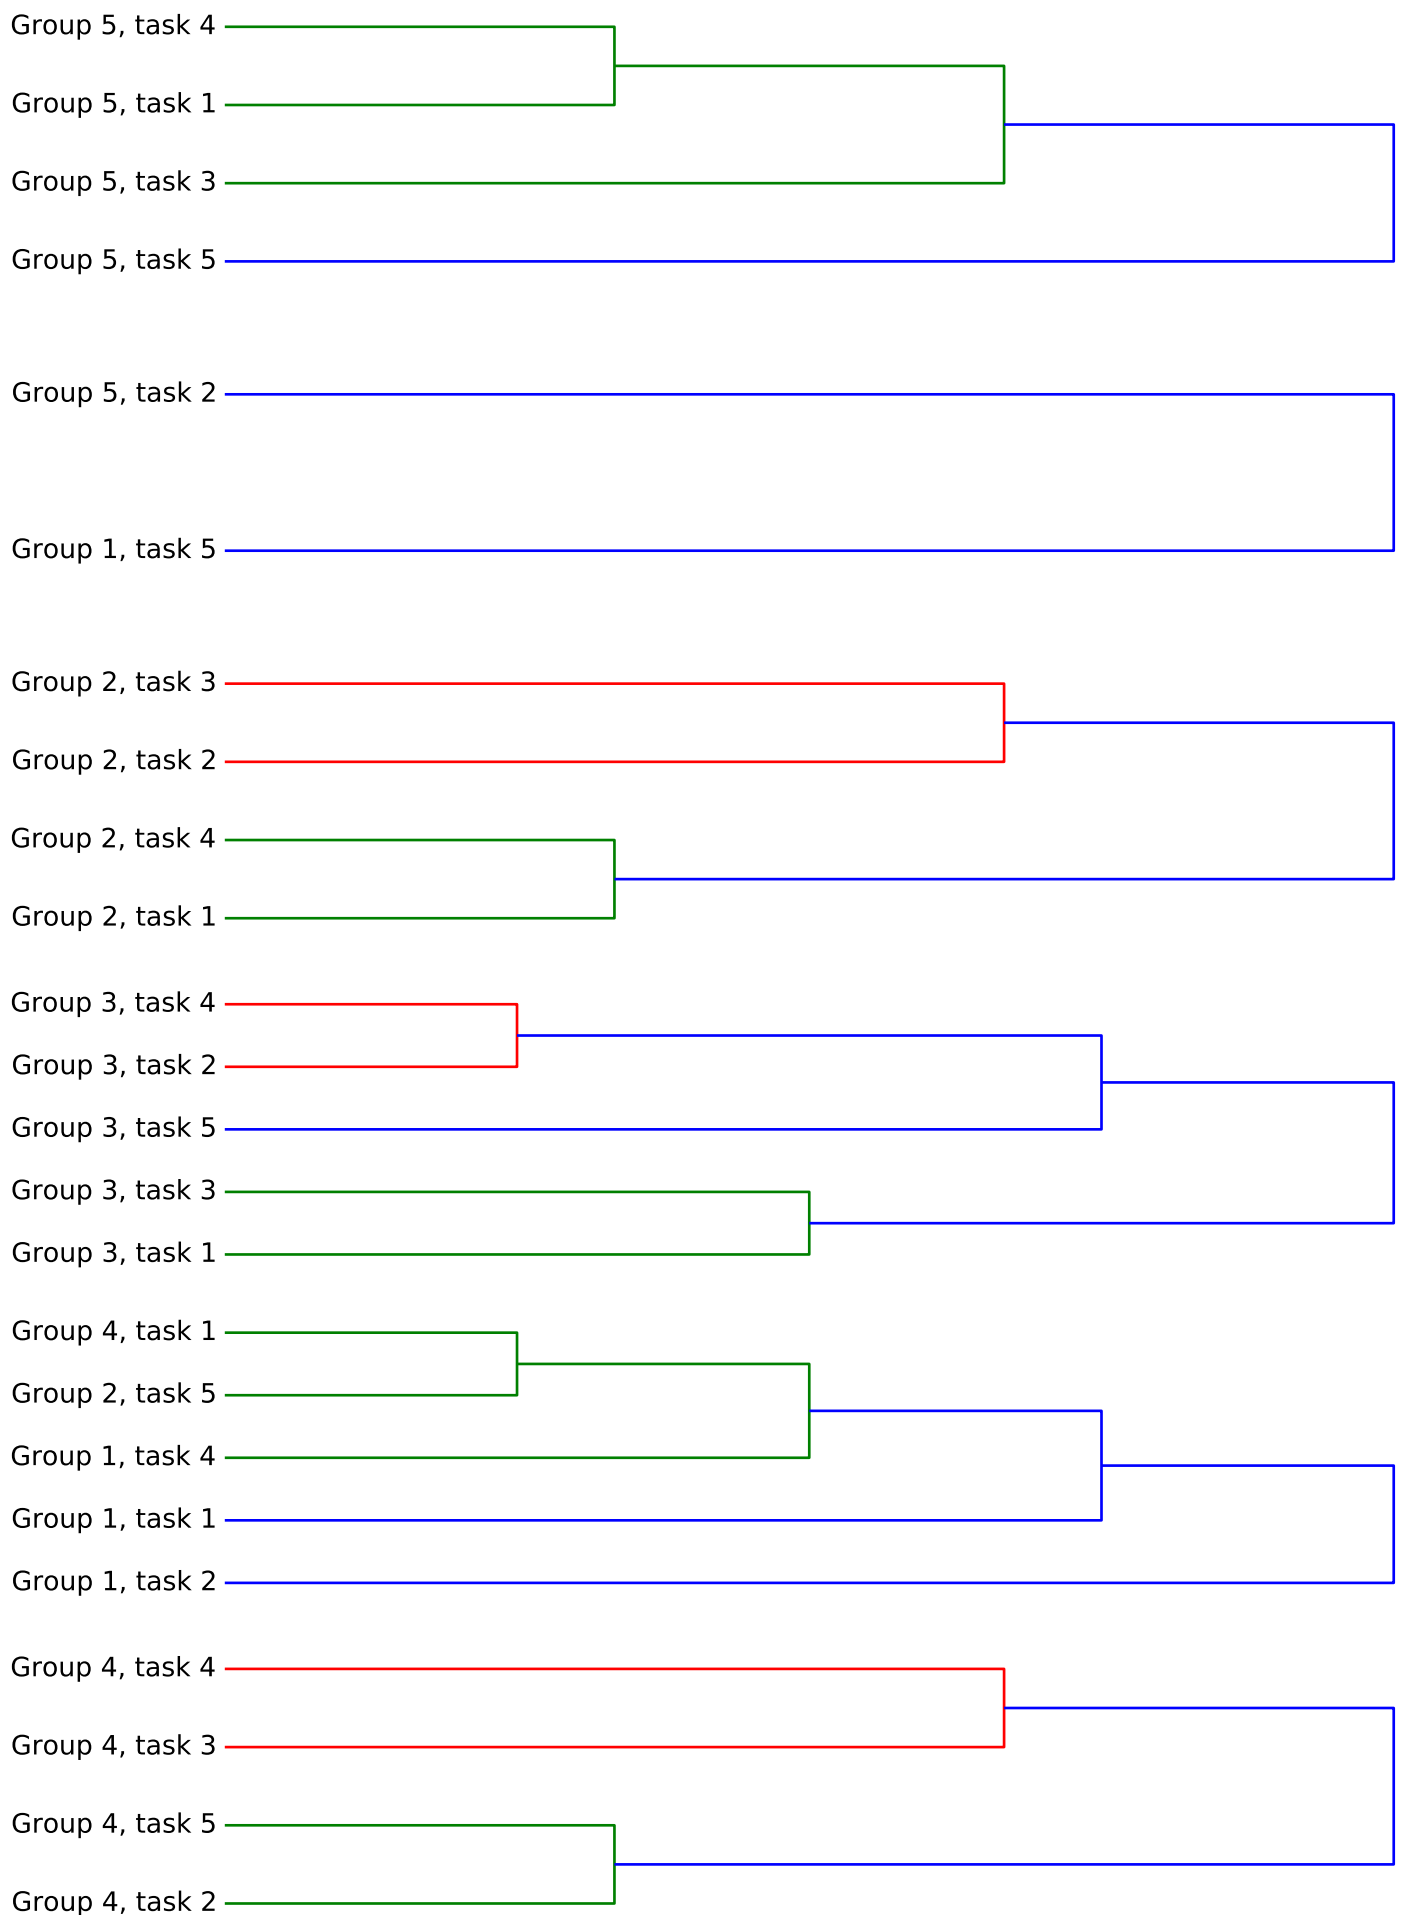 Group 5, task 4
Group 5, task 1
Group 5, task 3
Group 5, task 5
Group 5, task 2
Group 1, task 5
Group 2, task 3
Group 2, task 2
Group 2, task 4
Group 2, task 1
Group 3, task 4
Group 3, task 2
Group 3, task 5
Group 3, task 3
Group 3, task 1
Group 4, task 1
Group 2, task 5
Group 1, task 4
Group 1, task 1
Group 1, task 2
Group 4, task 4
Group 4, task 3
Group 4, task 5
Group 4, task 2